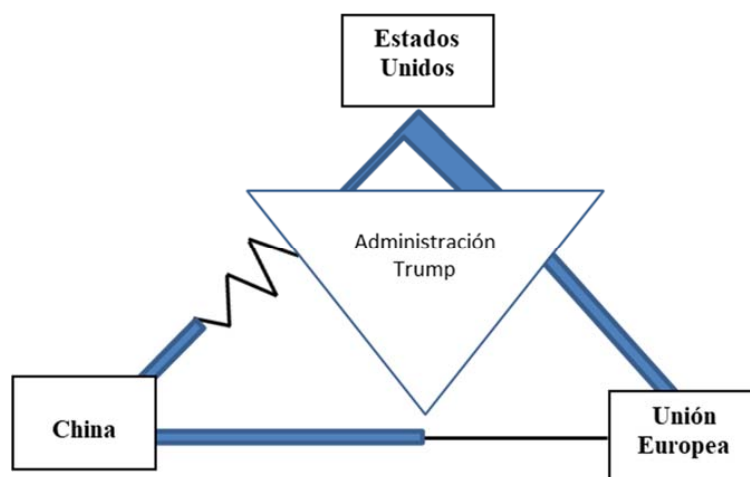 Estados
Unidos
Administración
Trump
China
Unión
Europea